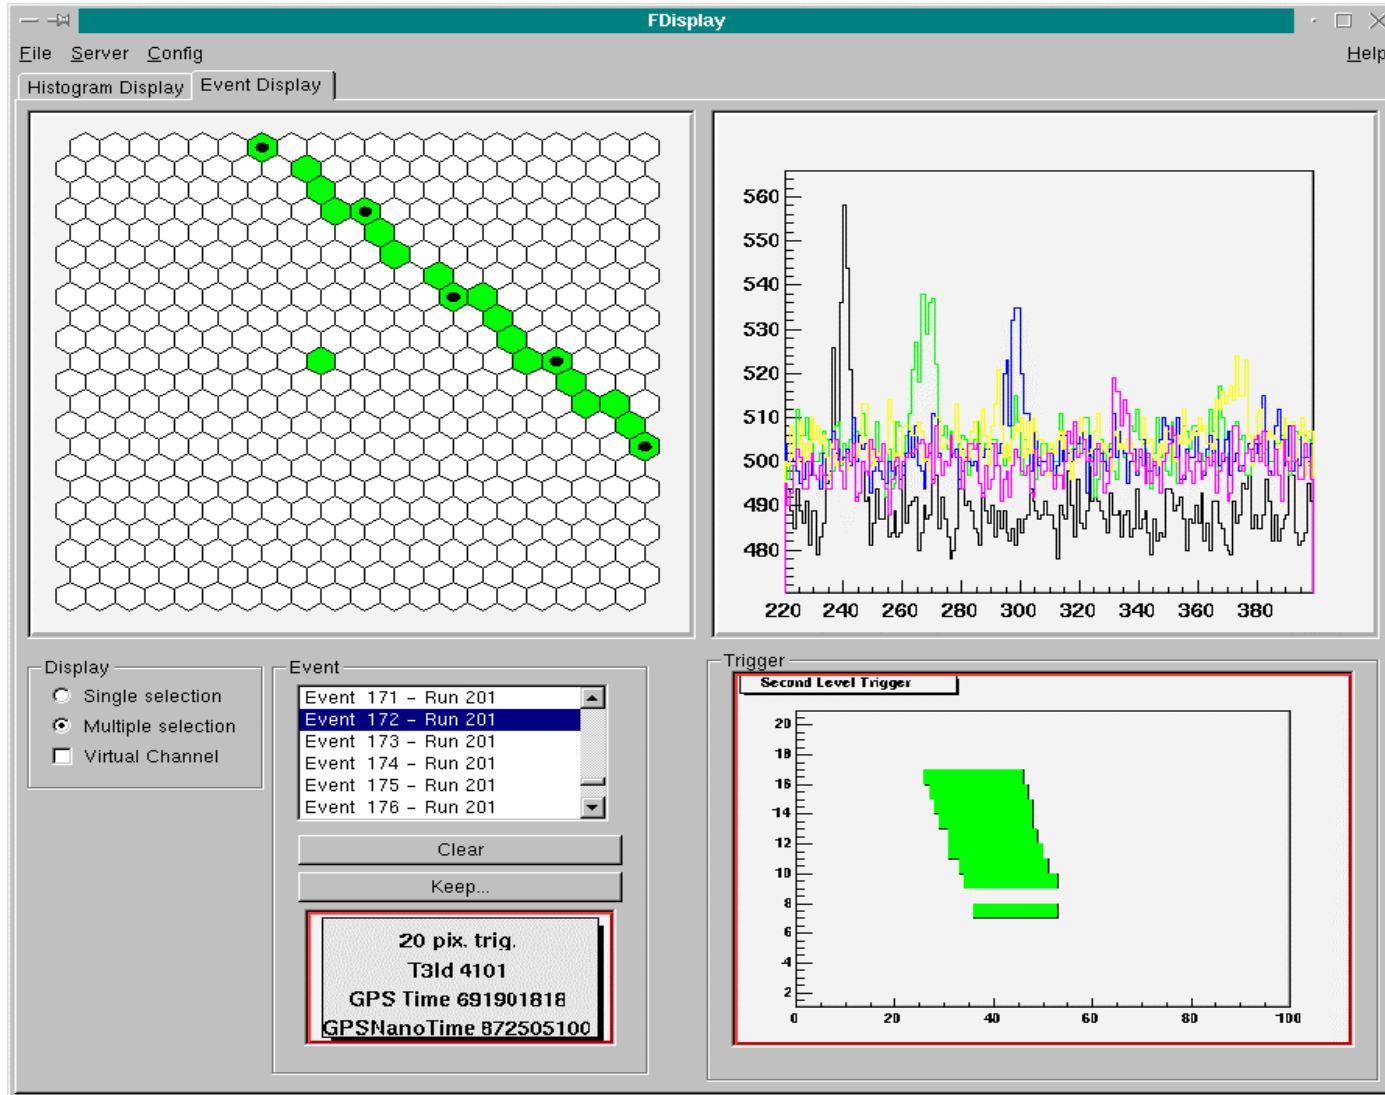 FDisplay
File Server Config Help
Histogram Display Event Display
560
550
540
530
520
510
500
490
480
220 240 260 280 300 320 340 360 380
Display
Single selection
Multiple selection
Virtual Channel
Event
Event 171 - Run 201
Event 172 - Run 201
Event 173 - Run 201
Event 174 - Run 201
Event 175 - Run 201
Event 176 - Run 201
Clear
Keep...
20 pix. trig.
T3Id 4101
GPS Time 691901818
GPSNanoTime 872505100
Trigger
Second Level Trigger
20
18
16
14
12
10
8
6
4
2
0 20 40 60 80 100